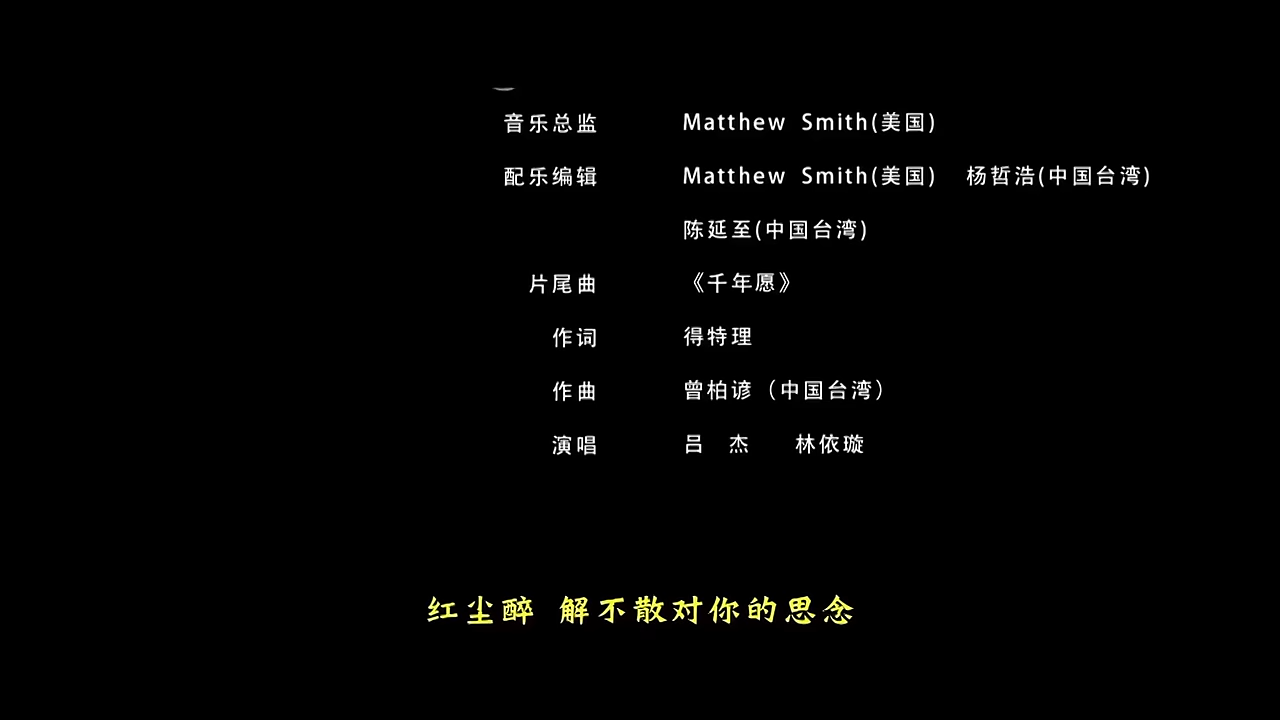 音乐总监 Matthew Smith(美国)
配乐编辑 Matthew Smith(美国) 杨哲浩(中国台湾)
陈延至(中国台湾)
片尾曲 《千年愿》
作词 得特理
作曲 曾柏谚（中国台湾）
演唱 吕 杰 林依璇
红尘醉 解不散对你的思念